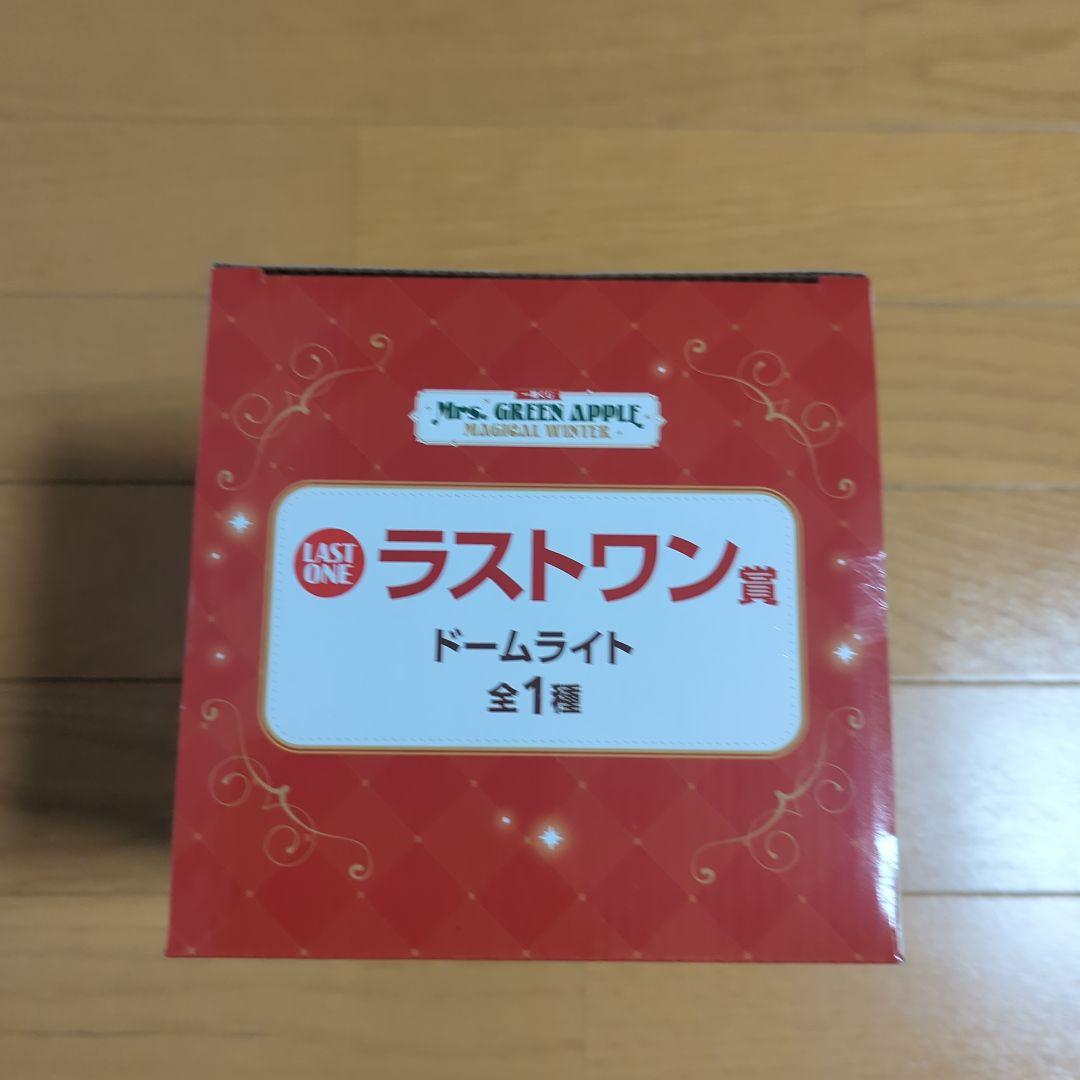 一番くじ
Mrs. GREEN APPLE
MAGICAL WINTER
LAST
ONE
ラストワン賞
ドームライト
全1種